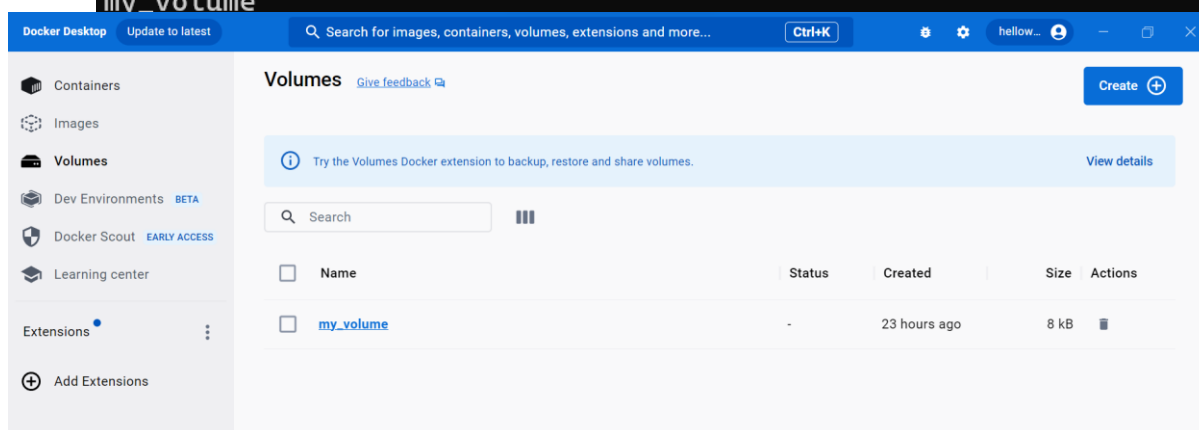 my_volume
Docker Desktop Update to latest Search for images, containers, volumes, extensions and more... Ctrl+K hellow...
Containers
Images
Volumes
Dev Environments BETA
Docker Scout EARLY ACCESS
Learning center
Extensions
Add Extensions
Volumes Give feedback
Create
Try the Volumes Docker extension to backup, restore and share volumes. View details
Search
Name Status Created Size Actions
my_volume - 23 hours ago 8 kB